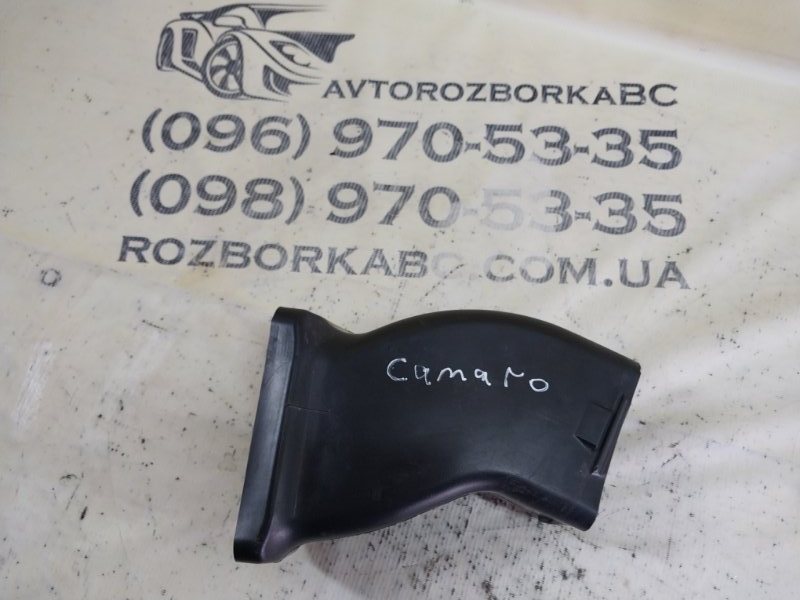 AVTOROZBORKABC
(096) 970-53-35
(098) 970-53-35
ROZBORKABC.COM.UA
Camaro